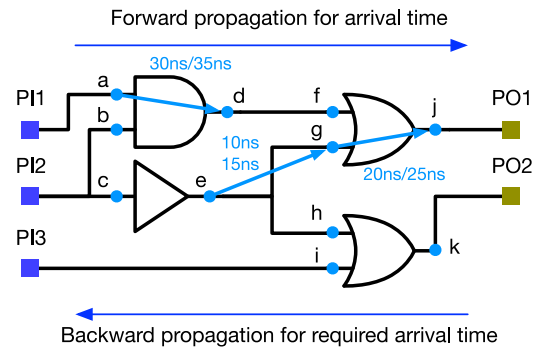 Forward propagation for arrival time
30ns/35ns
PI1
a
d
f
j
PO1
b
g
10ns
15ns
20ns/25ns
PI2
c
e
PO2
h
PI3
i
k
Backward propagation for required arrival time